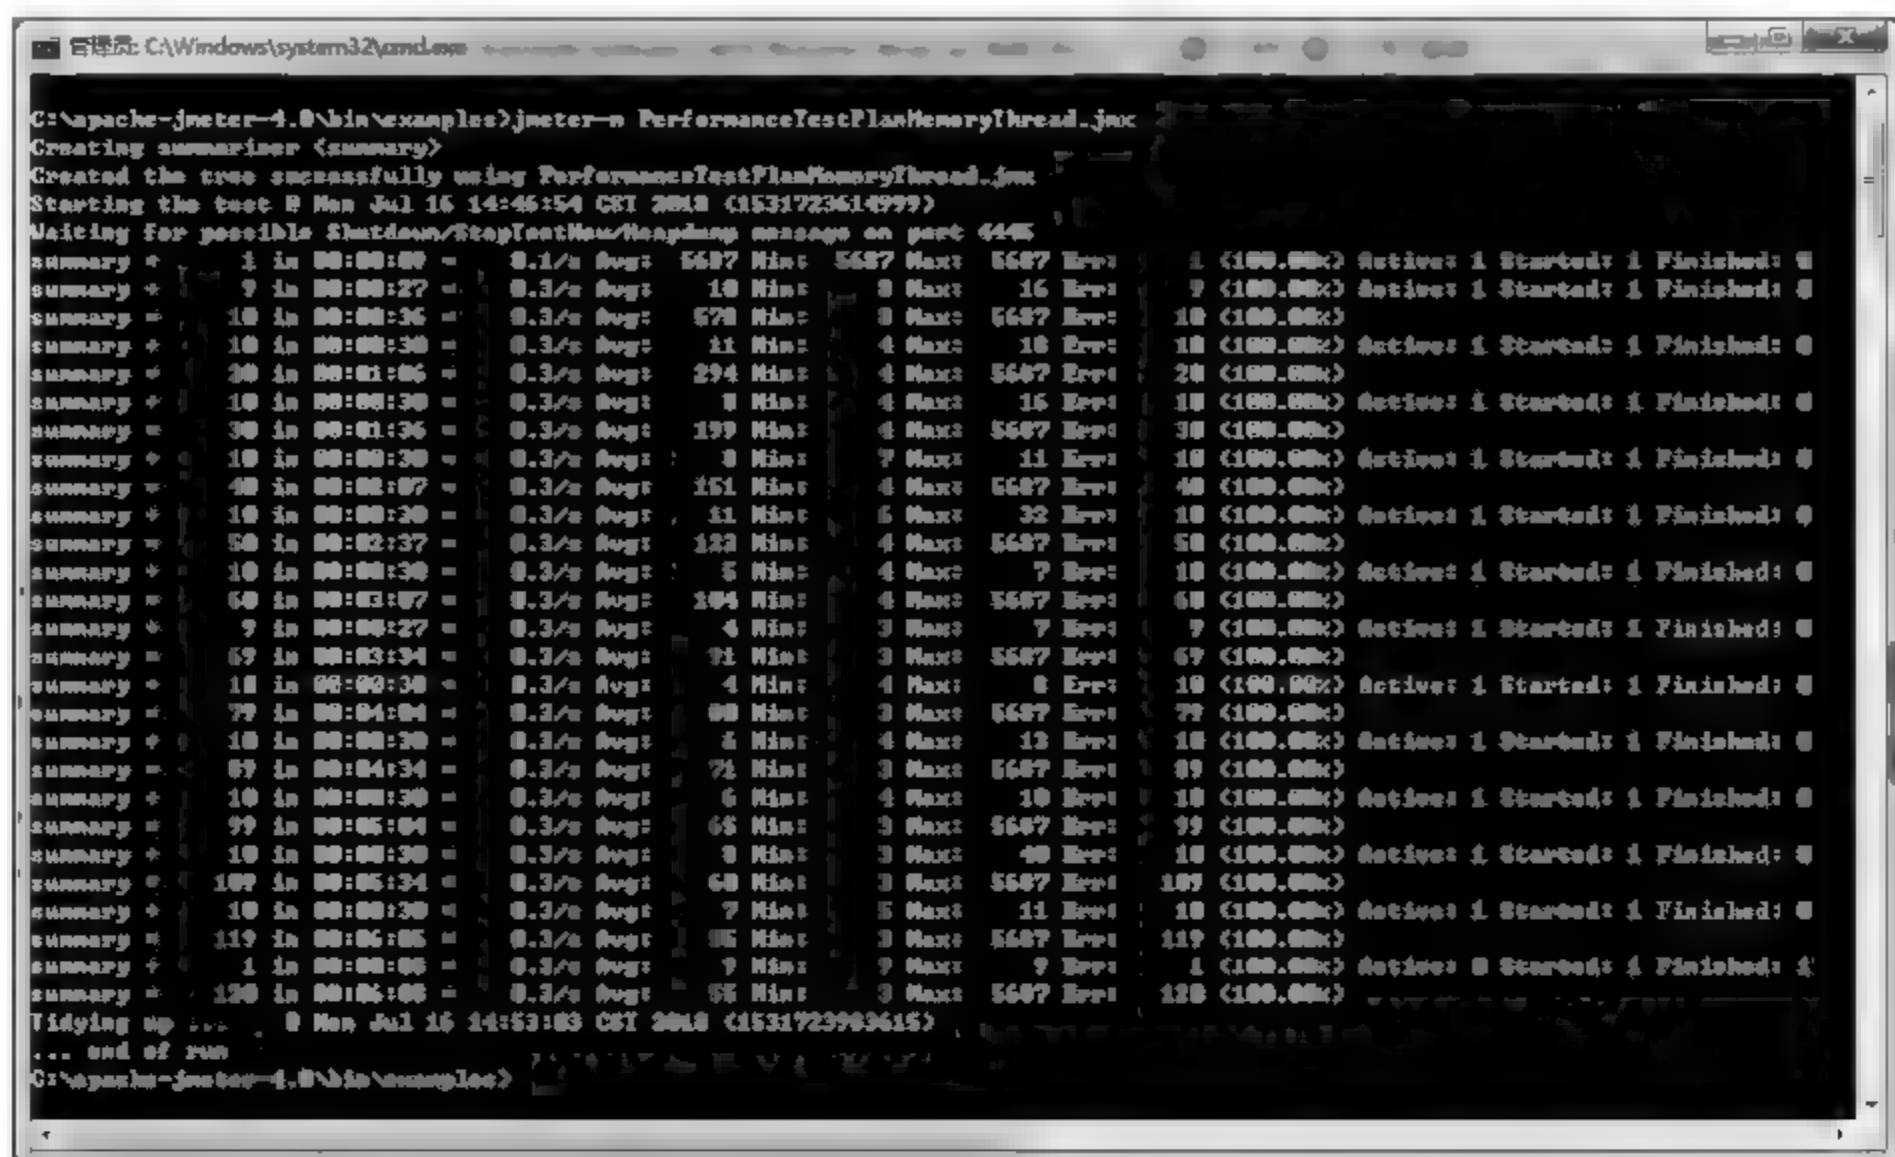 管理员: C:\Windows\system32\cmd.exe
C:\apache-jmeter-4.0\bin\examples>jmeter-n PerformanceTestPlanMemoryThread.jmx
Creating summariser <summary>
Created the tree successfully using PerformanceTestPlanMemoryThread.jmx
Starting the test @ Mon Jul 16 14:46:54 CST 2018 (1531723614999)
Waiting for possible Shutdown/StopTestNow/Heapdump message on port 4445
summary + 1 in 00:00:07 = 0.1/s Avg: 5687 Min: 5687 Max: 5687 Err: 1 (100.00%) Active: 1 Started: 1 Finished: 0
summary + 9 in 00:00:27 = 0.3/s Avg: 10 Min: 8 Max: 16 Err: 9 (100.00%) Active: 1 Started: 1 Finished: 0
summary = 10 in 00:00:36 = 0.3/s Avg: 578 Min: 8 Max: 5687 Err: 10 (100.00%)
summary + 10 in 00:00:30 = 0.3/s Avg: 11 Min: 4 Max: 18 Err: 10 (100.00%) Active: 1 Started: 1 Finished: 0
summary = 20 in 00:01:06 = 0.3/s Avg: 294 Min: 4 Max: 5687 Err: 20 (100.00%)
summary + 10 in 00:00:30 = 0.3/s Avg: 8 Min: 4 Max: 16 Err: 10 (100.00%) Active: 1 Started: 1 Finished: 0
summary = 30 in 00:01:36 = 0.3/s Avg: 199 Min: 4 Max: 5687 Err: 30 (100.00%)
summary + 10 in 00:00:30 = 0.3/s Avg: 8 Min: 7 Max: 11 Err: 10 (100.00%) Active: 1 Started: 1 Finished: 0
summary = 40 in 00:02:07 = 0.3/s Avg: 151 Min: 4 Max: 5687 Err: 40 (100.00%)
summary + 10 in 00:00:30 = 0.3/s Avg: 11 Min: 6 Max: 32 Err: 10 (100.00%) Active: 1 Started: 1 Finished: 0
summary = 50 in 00:02:37 = 0.3/s Avg: 123 Min: 4 Max: 5687 Err: 50 (100.00%)
summary + 10 in 00:00:30 = 0.3/s Avg: 5 Min: 4 Max: 7 Err: 10 (100.00%) Active: 1 Started: 1 Finished: 0
summary = 60 in 00:03:07 = 0.3/s Avg: 104 Min: 4 Max: 5687 Err: 60 (100.00%)
summary + 9 in 00:00:27 = 0.3/s Avg: 4 Min: 3 Max: 7 Err: 9 (100.00%) Active: 1 Started: 1 Finished: 0
summary = 69 in 00:03:34 = 0.3/s Avg: 91 Min: 3 Max: 5687 Err: 69 (100.00%)
summary + 10 in 00:00:30 = 0.3/s Avg: 4 Min: 4 Max: 8 Err: 10 (100.00%) Active: 1 Started: 1 Finished: 0
summary = 79 in 00:04:04 = 0.3/s Avg: 80 Min: 3 Max: 5687 Err: 79 (100.00%)
summary + 10 in 00:00:30 = 0.3/s Avg: 6 Min: 4 Max: 13 Err: 10 (100.00%) Active: 1 Started: 1 Finished: 0
summary = 89 in 00:04:34 = 0.3/s Avg: 71 Min: 3 Max: 5687 Err: 89 (100.00%)
summary + 10 in 00:00:30 = 0.3/s Avg: 6 Min: 4 Max: 10 Err: 10 (100.00%) Active: 1 Started: 1 Finished: 0
summary = 99 in 00:05:04 = 0.3/s Avg: 65 Min: 3 Max: 5687 Err: 99 (100.00%)
summary + 10 in 00:00:30 = 0.3/s Avg: 8 Min: 3 Max: 40 Err: 10 (100.00%) Active: 1 Started: 1 Finished: 0
summary = 109 in 00:05:34 = 0.3/s Avg: 60 Min: 3 Max: 5687 Err: 109 (100.00%)
summary + 10 in 00:00:30 = 0.3/s Avg: 7 Min: 5 Max: 11 Err: 10 (100.00%) Active: 1 Started: 1 Finished: 0
summary = 119 in 00:06:05 = 0.3/s Avg: Min: 3 Max: 5687 Err: 119 (100.00%)
summary + 1 in = 0.3/s Avg: 9 Min: 9 Max: 9 Err: 1 (100.00%) Active: 0 Started: 1 Finished: 1
summary = 120 in = 0.3/s Avg: 55 Min: 3 Max: 5687 Err: 120 (100.00%)
Tidying up ... @ Mon Jul 16 14:53:03 CST 2018 (1531723983615)
... end of run
C:\apache-jmeter-4.0\bin\examples>